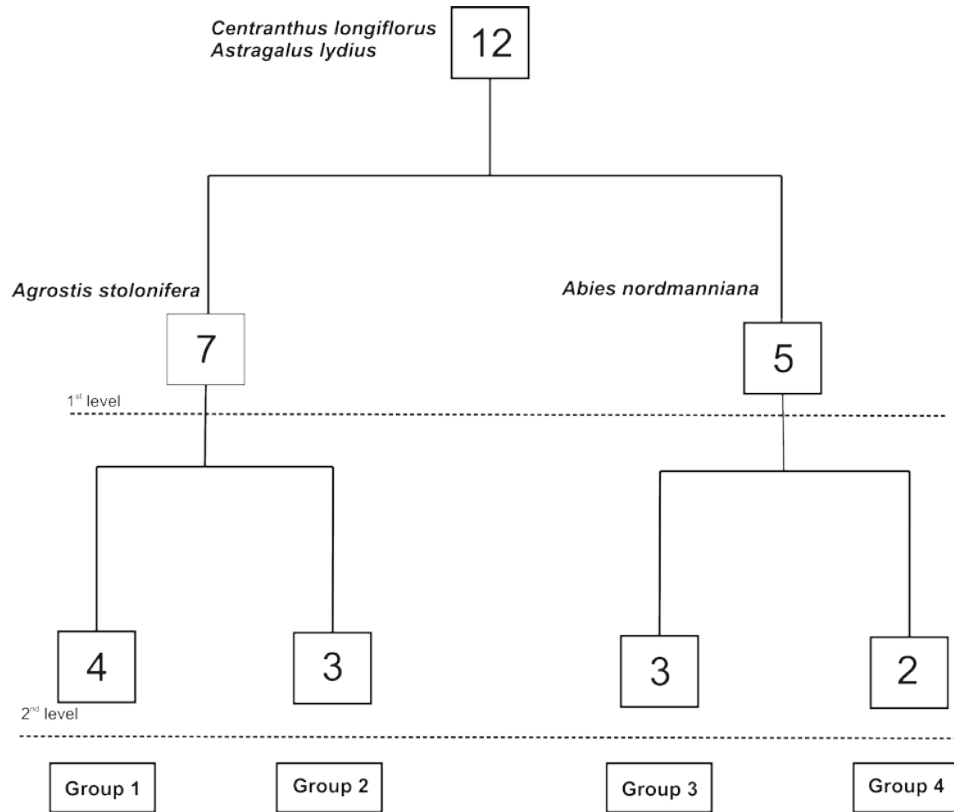 Centranthus longiflorus
Astragalus lydius
12
Agrostis stolonifera
Abies nordmanniana
7
5
1st level
4
3
3
2
2nd level
Group 1
Group 2
Group 3
Group 4